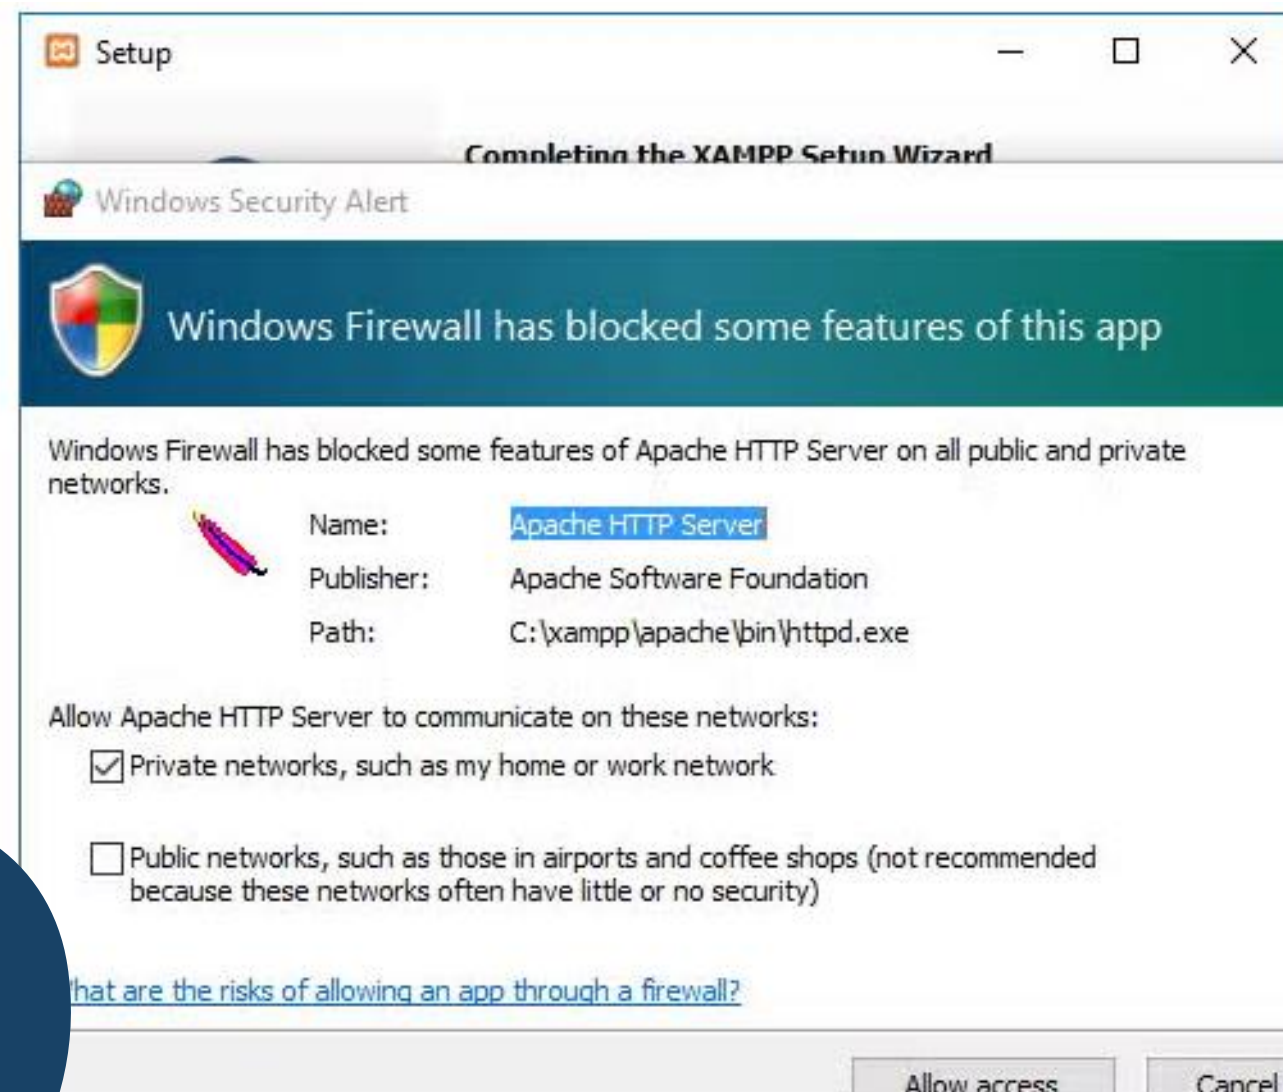 Setup
Completing the XAMPP Setup Wizard
Windows Security Alert
Windows Firewall has blocked some features of this app
Windows Firewall has blocked some features of Apache HTTP Server on all public and private
networks.
Name: Apache HTTP Server
Publisher: Apache Software Foundation
Path: C:\xampp\apache\bin\httpd.exe
Allow Apache HTTP Server to communicate on these networks:
Private networks, such as my home or work network
Public networks, such as those in airports and coffee shops (not recommended
because these networks often have little or no security)
hat are the risks of allowing an app through a firewall?
Allow access Cancel